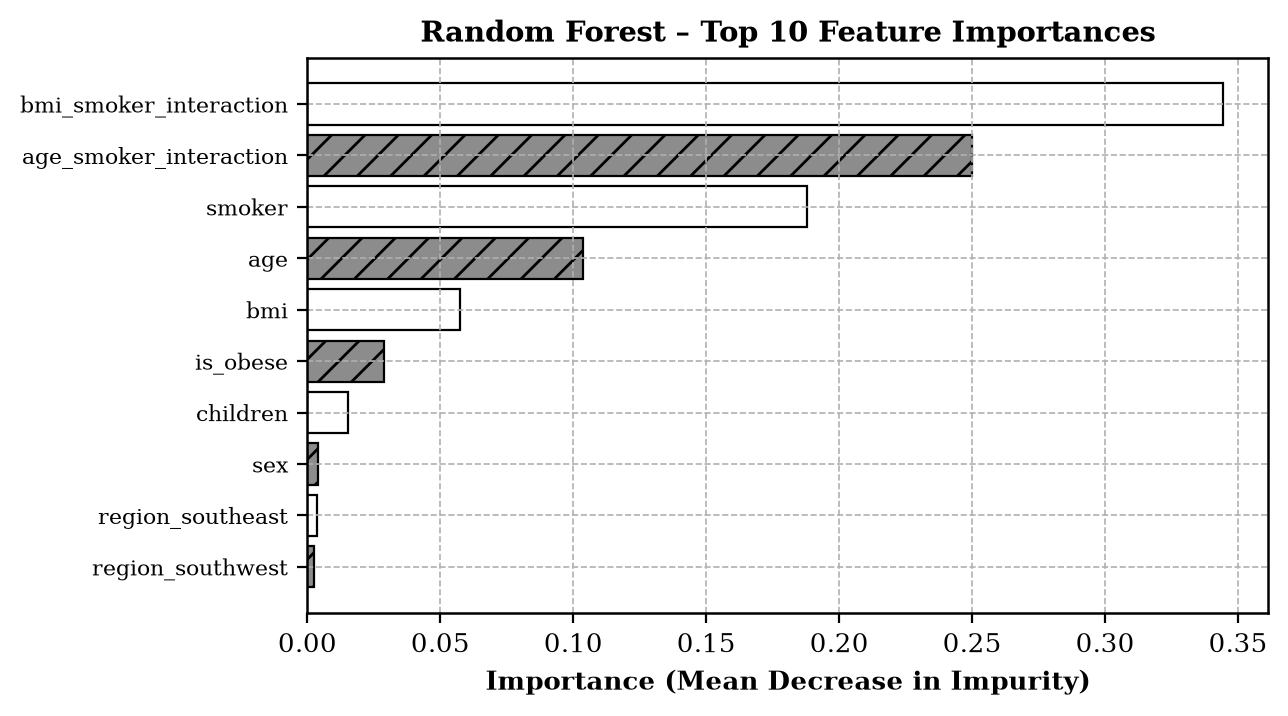 Random Forest – Top 10 Feature Importances
bmi_smoker_interaction
age_smoker_interaction
smoker
age
bmi
is_obese
children
sex
region_southeast
region_southwest
0.00 0.05 0.10 0.15 0.20 0.25 0.30 0.35
Importance (Mean Decrease in Impurity)